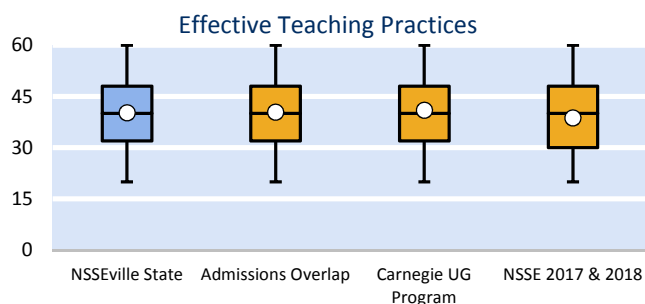 Effective Teaching Practices
60
45
30
15
0
NSSEville State
Admissions Overlap
Carnegie UG
Program
NSSE 2017 & 2018